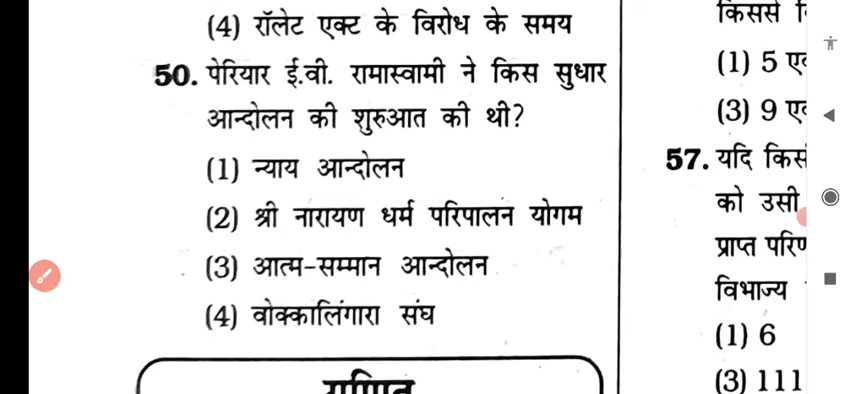 (4) रॉलेट एक्ट के विरोध के समय
50. पेरियार ई.वी. रामास्वामी ने किस सुधार
आन्दोलन की शुरुआत की थी?
(1) न्याय आन्दोलन
(2) श्री नारायण धर्म परिपालन योगम
(3) आत्म-सम्मान आन्दोलन
(4) वोक्कालिंगारा संघ
किससे
(1) 5
(3) 9
57. यदि
को उसी
प्राप्त
विभाज्य
(1) 6
(3) 111